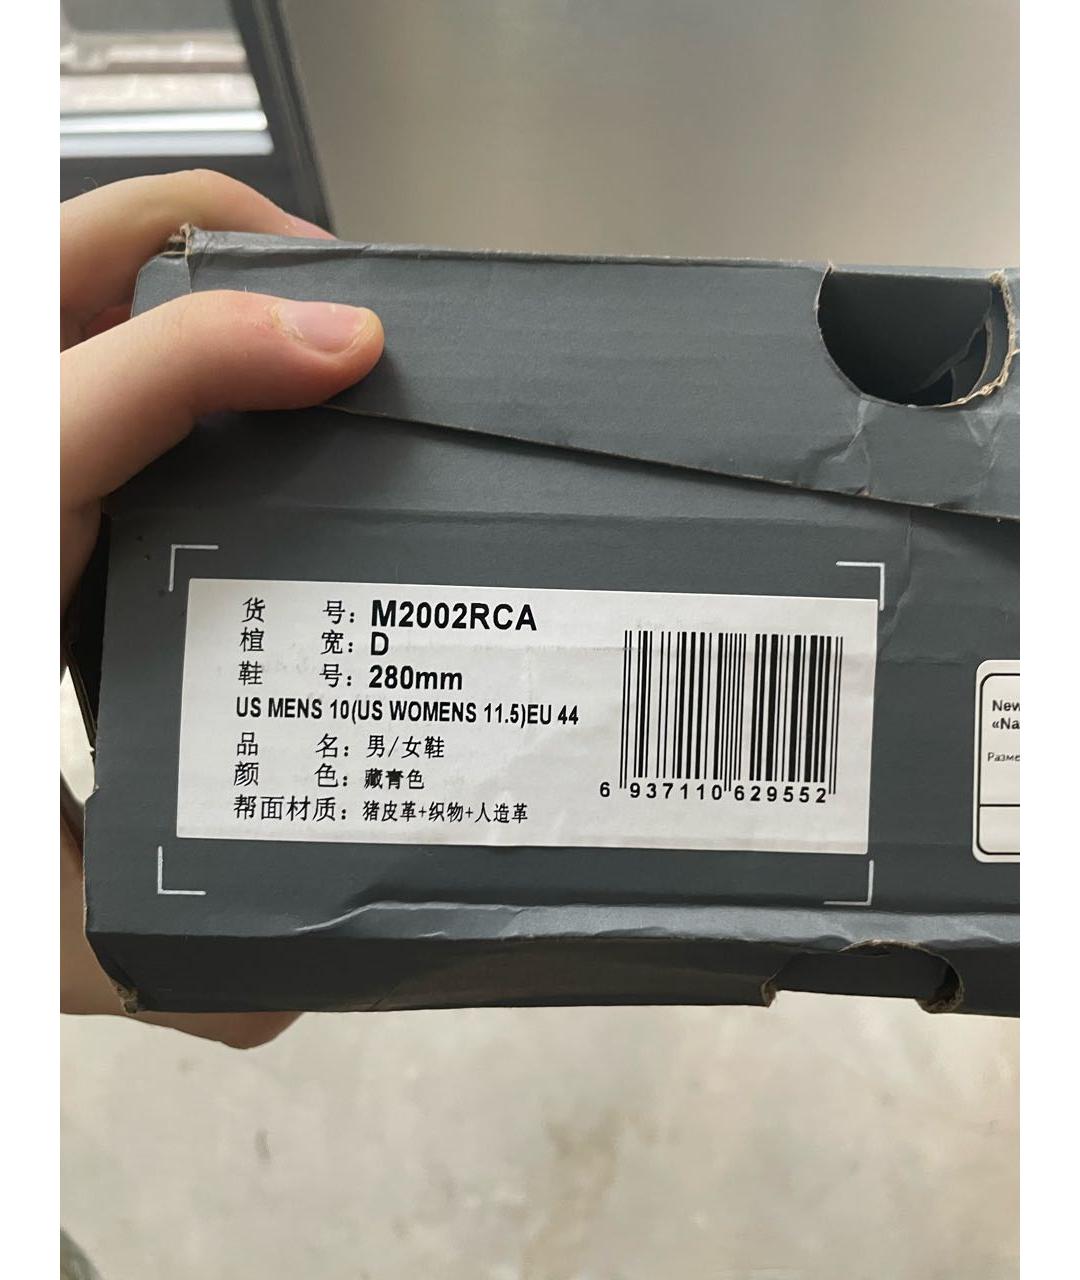 货 号: M2002RCA
楦 宽: D
鞋 号: 280mm
US MENS 10(US WOMENS 11.5)EU 44
品 名: 男/女鞋
颜 色: 藏青色
帮面材质: 猪皮革+织物+人造革
6 937110 629552
New
«Na
Разме